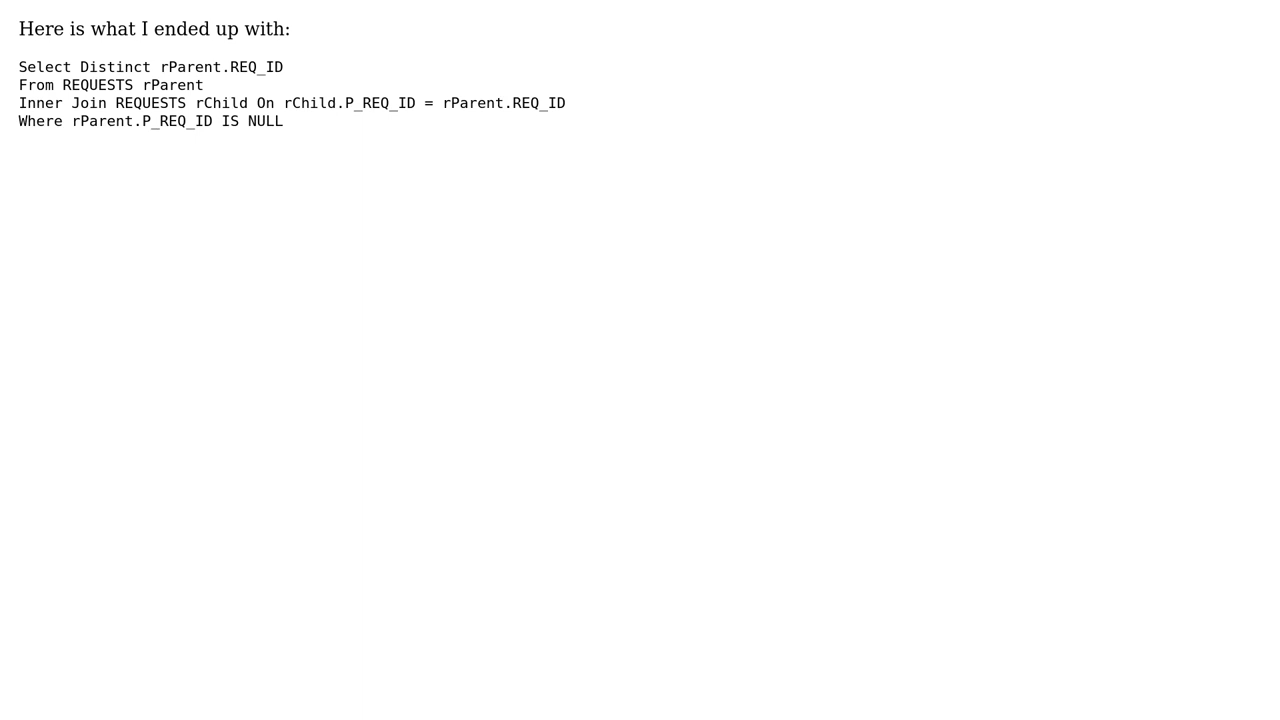 Here is what I ended up with:
Select Distinct rParent.REQ_ID
From REQUESTS rParent
Inner Join REQUESTS rChild On rChild.P_REQ_ID = rParent.REQ_ID
Where rParent.P_REQ_ID IS NULL